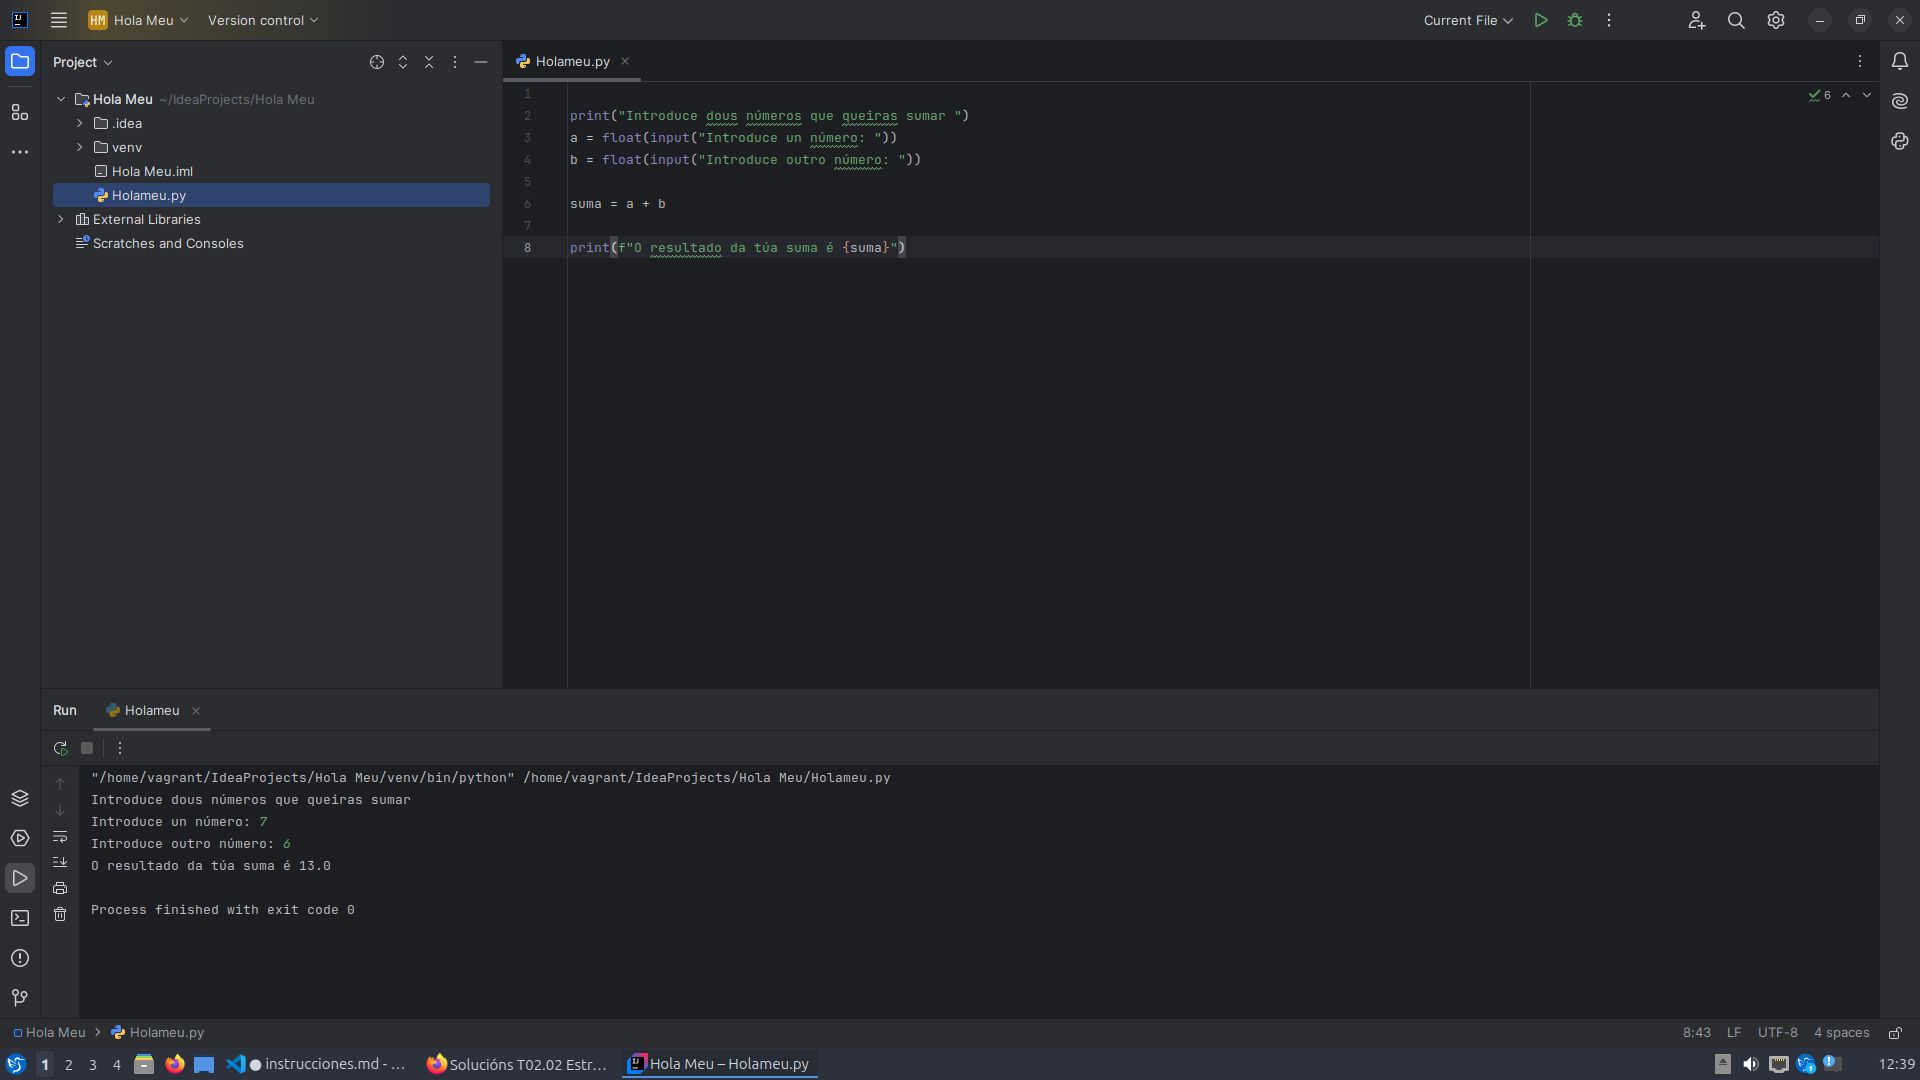 HM Hola Meu Version control Current File
Project
Holameu.py
Hola Meu ~/IdeaProjects/Hola Meu
.idea
venv
Hola Meu.iml
Holameu.py
External Libraries
Scratches and Consoles
6
1
2 print("Introduce dous números que queiras sumar ")
3 a = float(input("Introduce un número: "))
4 b = float(input("Introduce outro número: "))
5
6 suma = a + b
7
8 print(f"O resultado da túa suma é {suma}")
Run Holameu
"/home/vagrant/IdeaProjects/Hola Meu/venv/bin/python" /home/vagrant/IdeaProjects/Hola Meu/Holameu.py
Introduce dous números que queiras sumar
Introduce un número: 7
Introduce outro número: 6
O resultado da túa suma é 13.0
Process finished with exit code 0
Hola Meu Holameu.py 8:43 LF UTF-8 4 spaces
1 2 3 4 instrucciones.md - ... Solucións T02.02 Estr... Hola Meu – Holameu.py 12:39